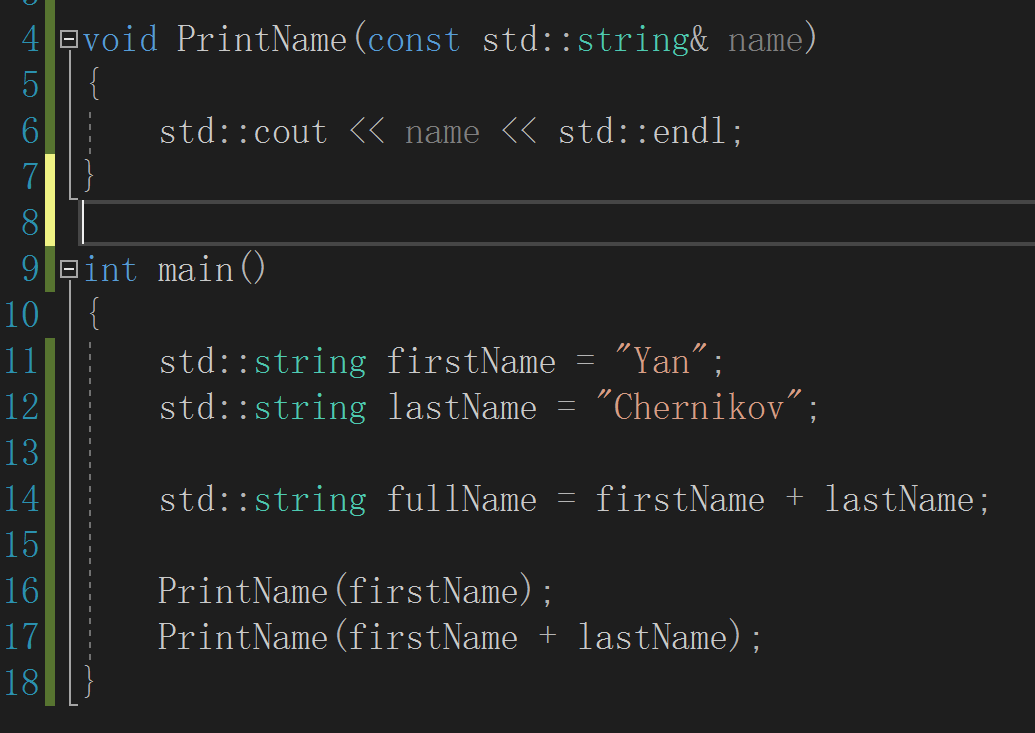 4 void PrintName(const std::string& name)
5 {
6 std::cout << name << std::endl;
7 }
8
9 int main()
10 {
11 std::string firstName = "Yan";
12 std::string lastName = "Chernikov";
13
14 std::string fullName = firstName + lastName;
15
16 PrintName(firstName);
17 PrintName(firstName + lastName);
18 }